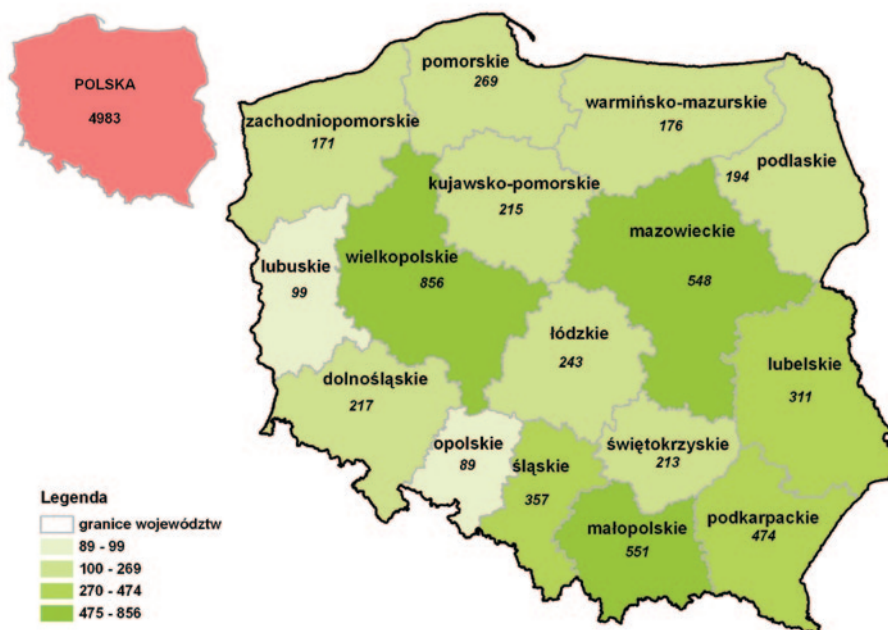 POLSKA
4983
pomorskie
269
warmińsko-mazurskie
176
zachodniopomorskie
171
podlaskie
194
kujawsko-pomorskie
215
mazowieckie
548
lubuskie
99
wielkopolskie
856
łódzkie
243
lubelskie
311
dolnośląskie
217
opolskie
89
śląskie
357
świętokrzyskie
213
małopolskie
551
podkarpackie
474
Legenda
granice województw
89 - 99
100 - 269
270 - 474
475 - 856